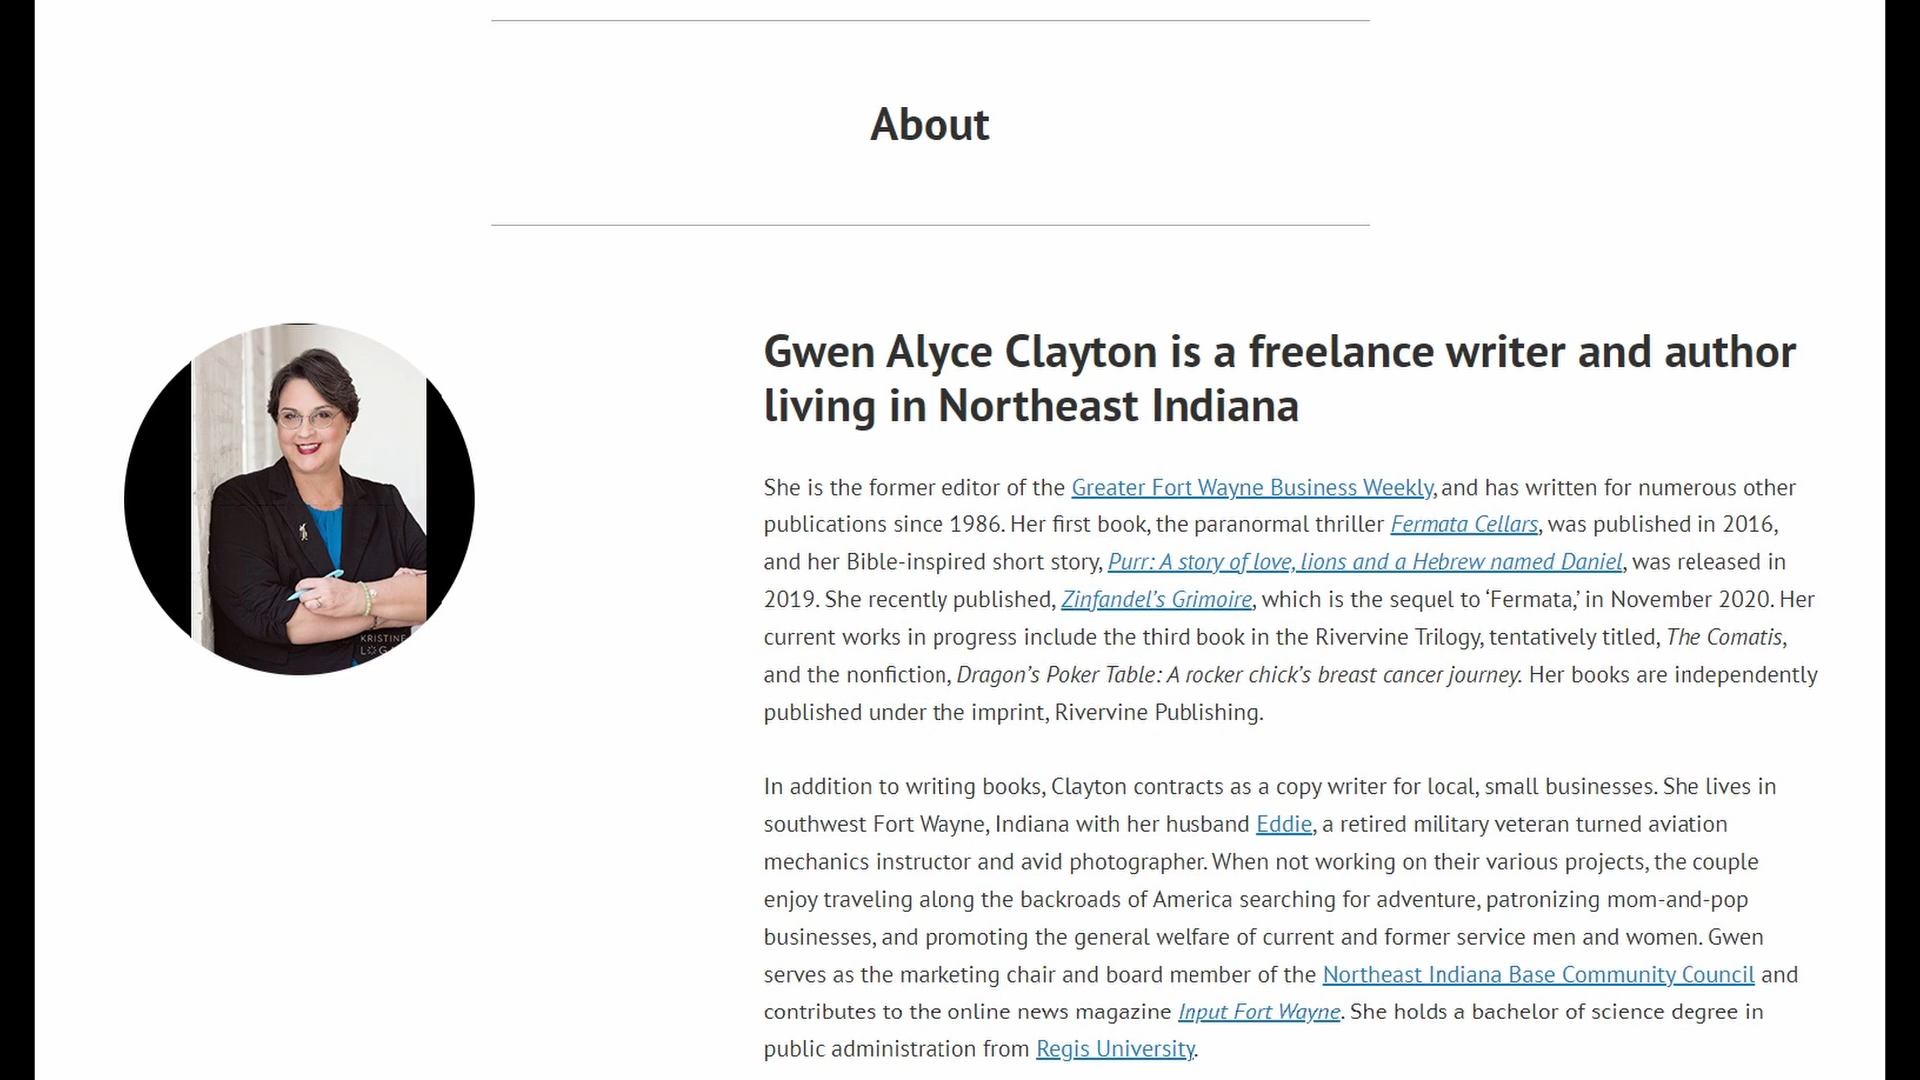 About
Gwen Alyce Clayton is a freelance writer and author
living in Northeast Indiana
She is the former editor of the Greater Fort Wayne Business Weekly, and has written for numerous other
publications since 1986. Her first book, the paranormal thriller Fermata Cellars, was published in 2016,
and her Bible-inspired short story, Purr: A story of love, lions and a Hebrew named Daniel, was released in
2019. She recently published, Zinfandel’s Grimoire, which is the sequel to ‘Fermata,’ in November 2020. Her
current works in progress include the third book in the Rivervine Trilogy, tentatively titled, The Comatis,
and the nonfiction, Dragon’s Poker Table: A rocker chick’s breast cancer journey. Her books are independently
published under the imprint, Rivervine Publishing.
In addition to writing books, Clayton contracts as a copy writer for local, small businesses. She lives in
southwest Fort Wayne, Indiana with her husband Eddie, a retired military veteran turned aviation
mechanics instructor and avid photographer. When not working on their various projects, the couple
enjoy traveling along the backroads of America searching for adventure, patronizing mom-and-pop
businesses, and promoting the general welfare of current and former service men and women. Gwen
serves as the marketing chair and board member of the Northeast Indiana Base Community Council and
contributes to the online news magazine Input Fort Wayne. She holds a bachelor of science degree in
public administration from Regis University.
KRISTINE